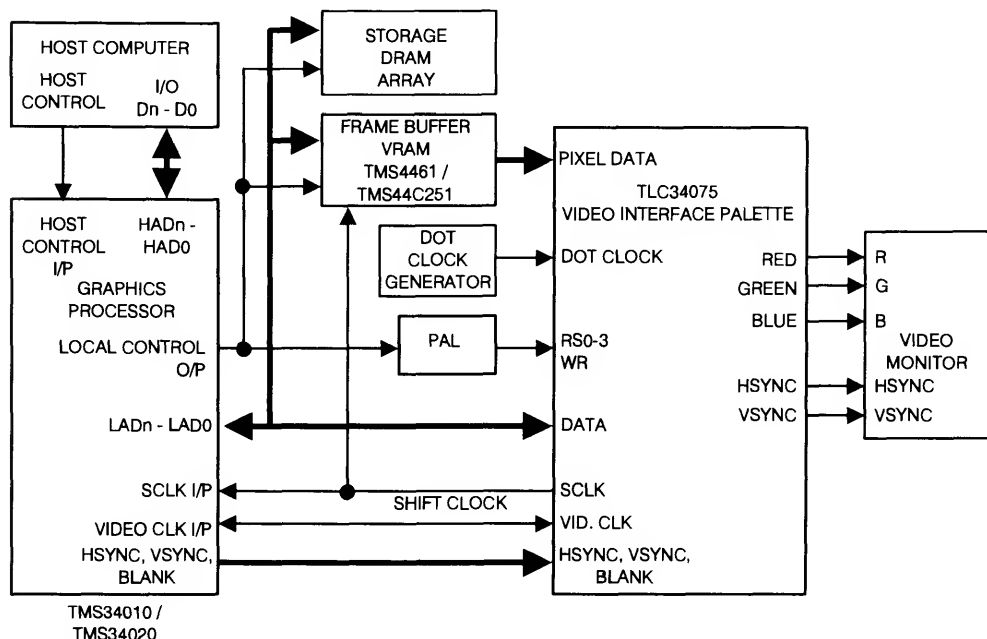 HOST COMPUTER
HOST
CONTROL
I/O
Dn - D0
HOST
CONTROL
I/P
HADn -
HAD0
GRAPHICS
PROCESSOR
LOCAL CONTROL
O/P
LADn - LAD0
SCLK I/P
VIDEO CLK I/P
HSYNC, VSYNC,
BLANK
TMS34010 /
TMS34020
STORAGE
DRAM
ARRAY
FRAME BUFFER
VRAM
TMS4461 /
TMS44C251
DOT
CLOCK
GENERATOR
PAL
SHIFT CLOCK
PIXEL DATA
TLC34075
VIDEO INTERFACE PALETTE
DOT CLOCK
RS0-3
WR
DATA
SCLK
VID. CLK
HSYNC, VSYNC,
BLANK
RED
GREEN
BLUE
HSYNC
VSYNC
R
G
B
VIDEO
MONITOR
HSYNC
VSYNC